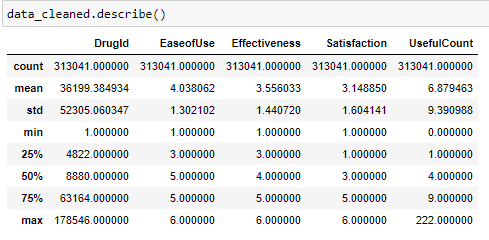 data_cleaned.describe()
DrugId EaseofUse Effectiveness Satisfaction UsefulCount
count 313041.000000 313041.000000 313041.000000 313041.000000 313041.000000
mean 36199.384934 4.038062 3.556033 3.148850 6.879463
std 52305.060347 1.302102 1.440720 1.604141 9.390988
min 1.000000 1.000000 1.000000 1.000000 0.000000
25% 4822.000000 3.000000 3.000000 1.000000 1.000000
50% 8880.000000 5.000000 4.000000 3.000000 4.000000
75% 63164.000000 5.000000 5.000000 5.000000 9.000000
max 178546.000000 6.000000 6.000000 6.000000 222.000000